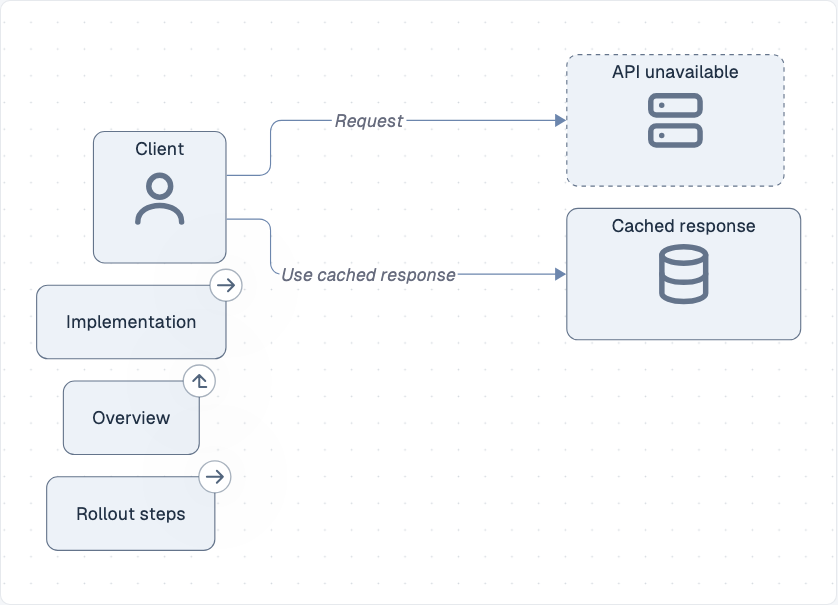 API unavailable
Request
Client
Cached response
Use cached response
Implementation
Overview
Rollout steps